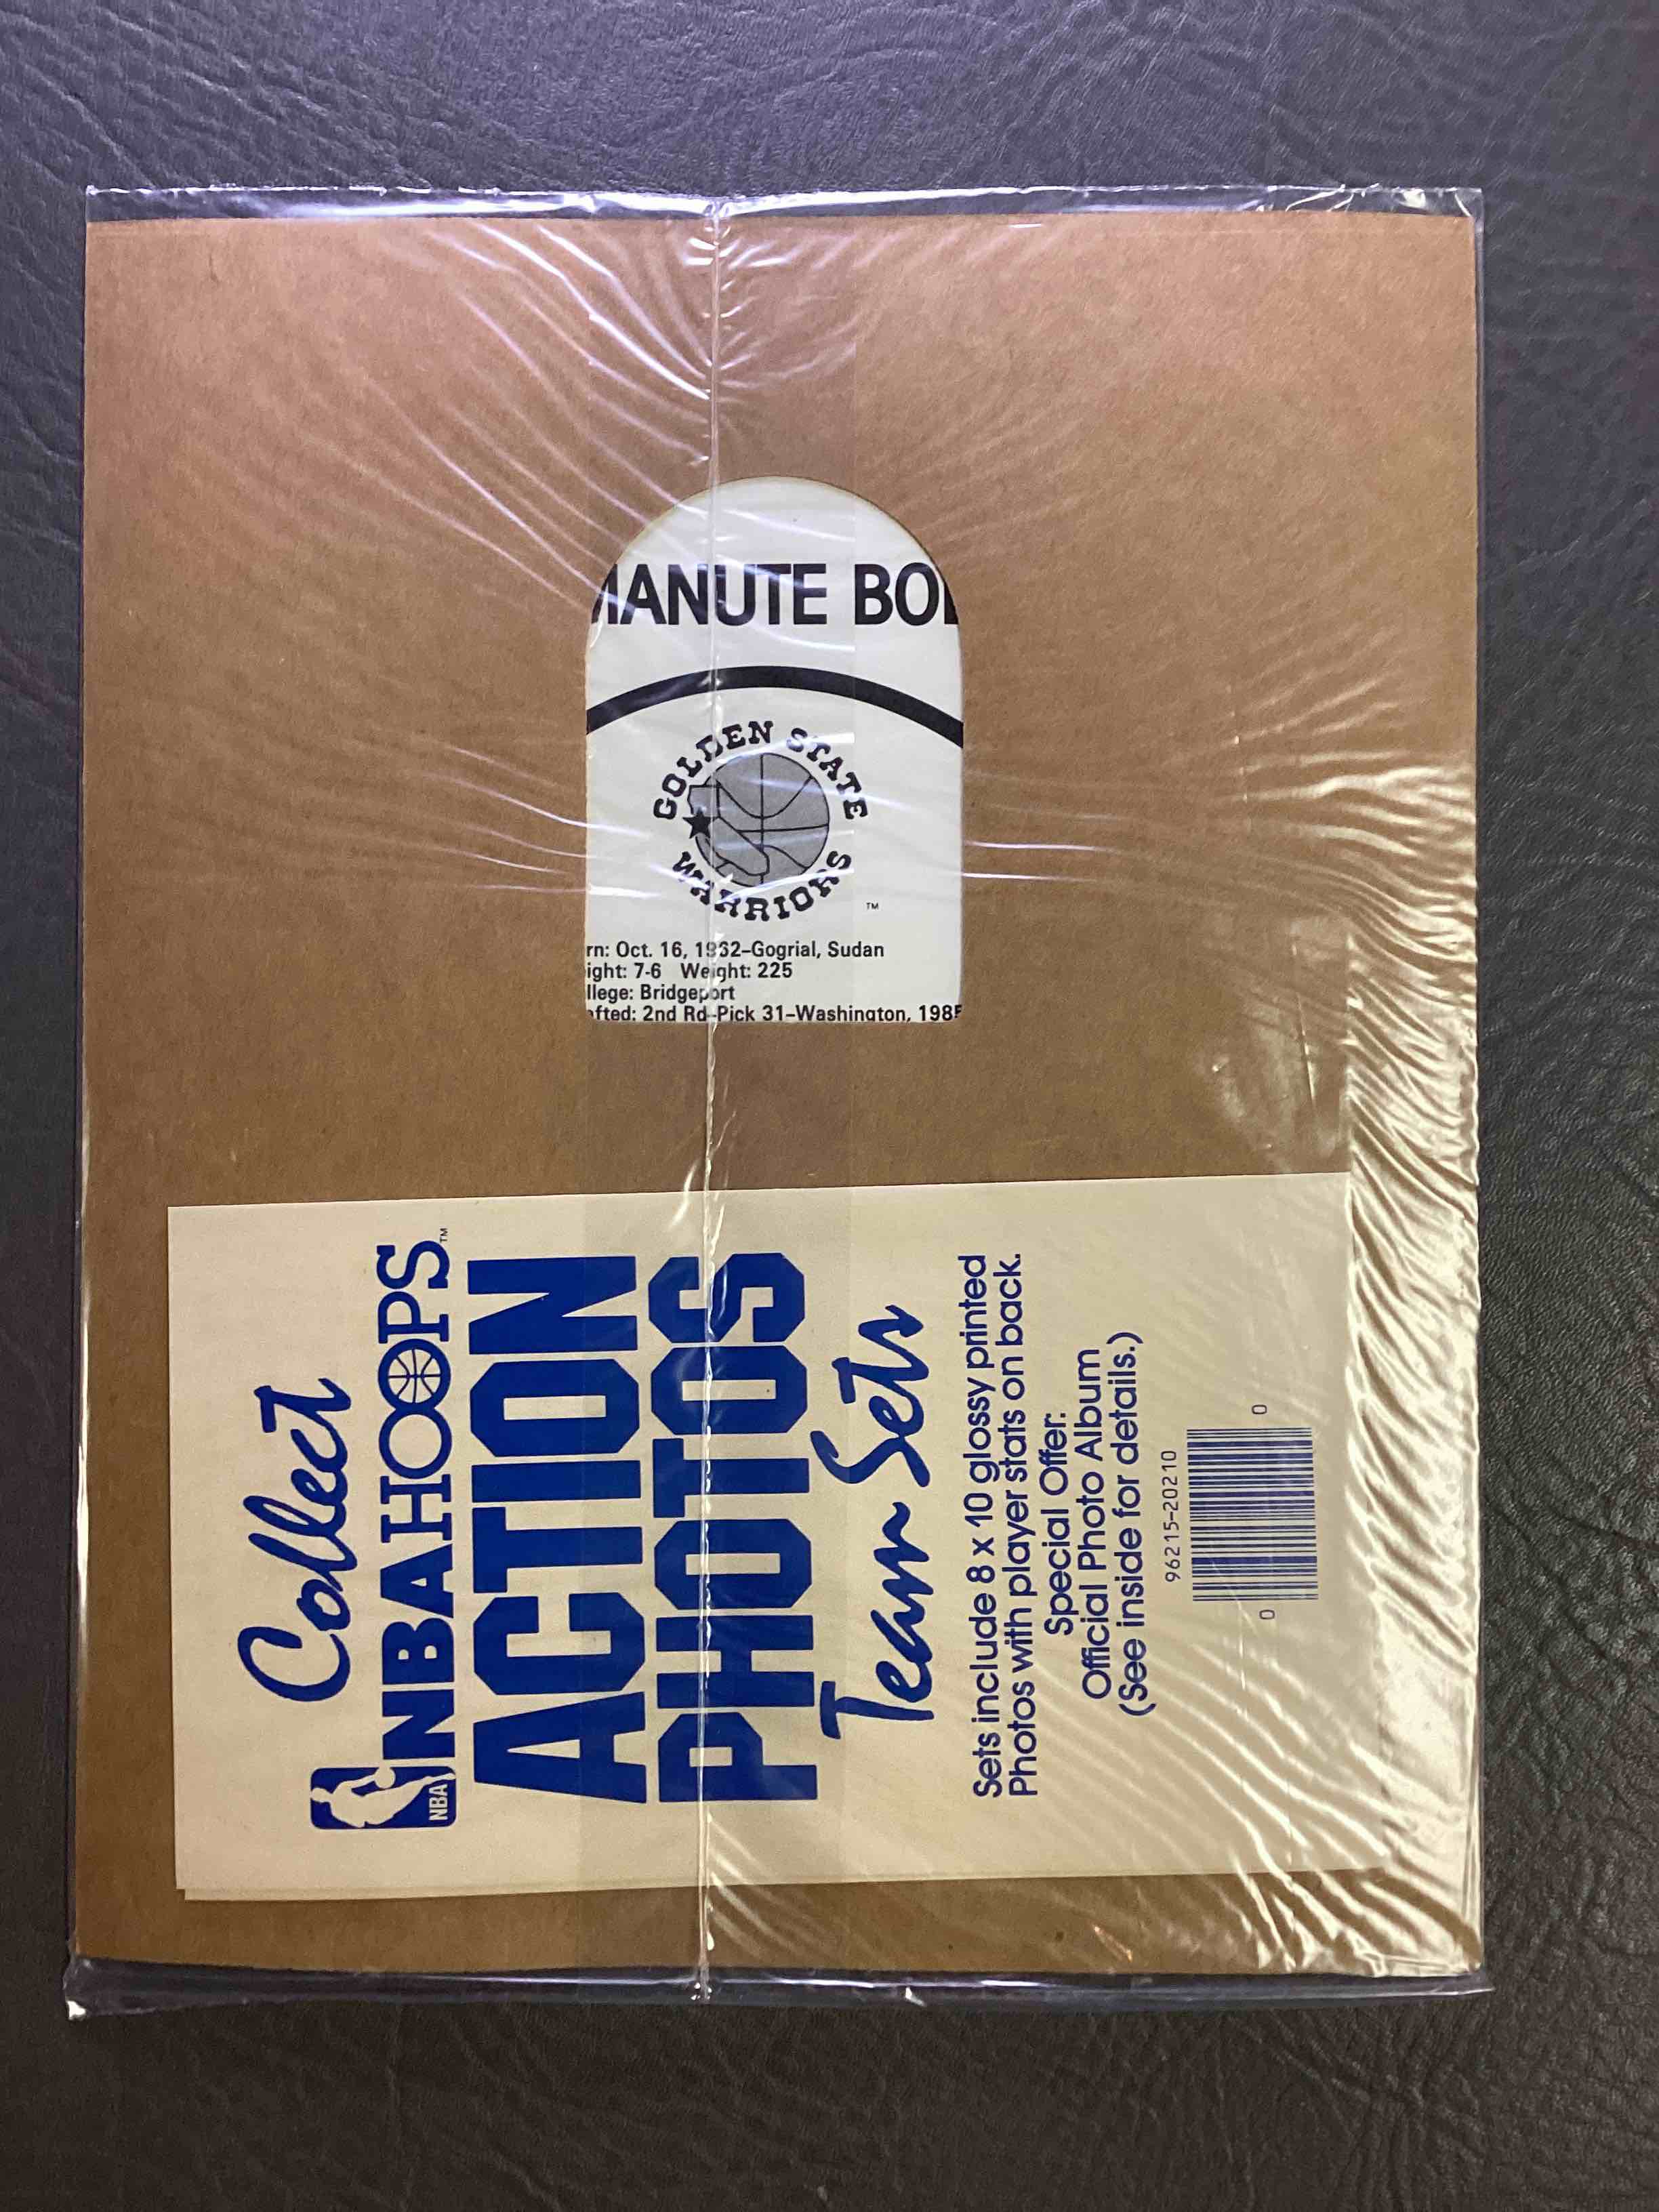 MANUTE BOL
GOLDEN STATE
WARRIORS
TM
rn: Oct. 16, 1962–Gogrial, Sudan
ight: 7-6 Weight: 225
llege: Bridgeport
fted: 2nd Rd–Pick 31–Washington, 1985
Collect
NBA HOOPS TM
NBA
ACTION
PHOTOS
Team Sets
Sets include 8 x 10 glossy printed
Photos with player stats on back.
Special Offer:
Official Photo Album
(See inside for details.)
96215-20210
0 0